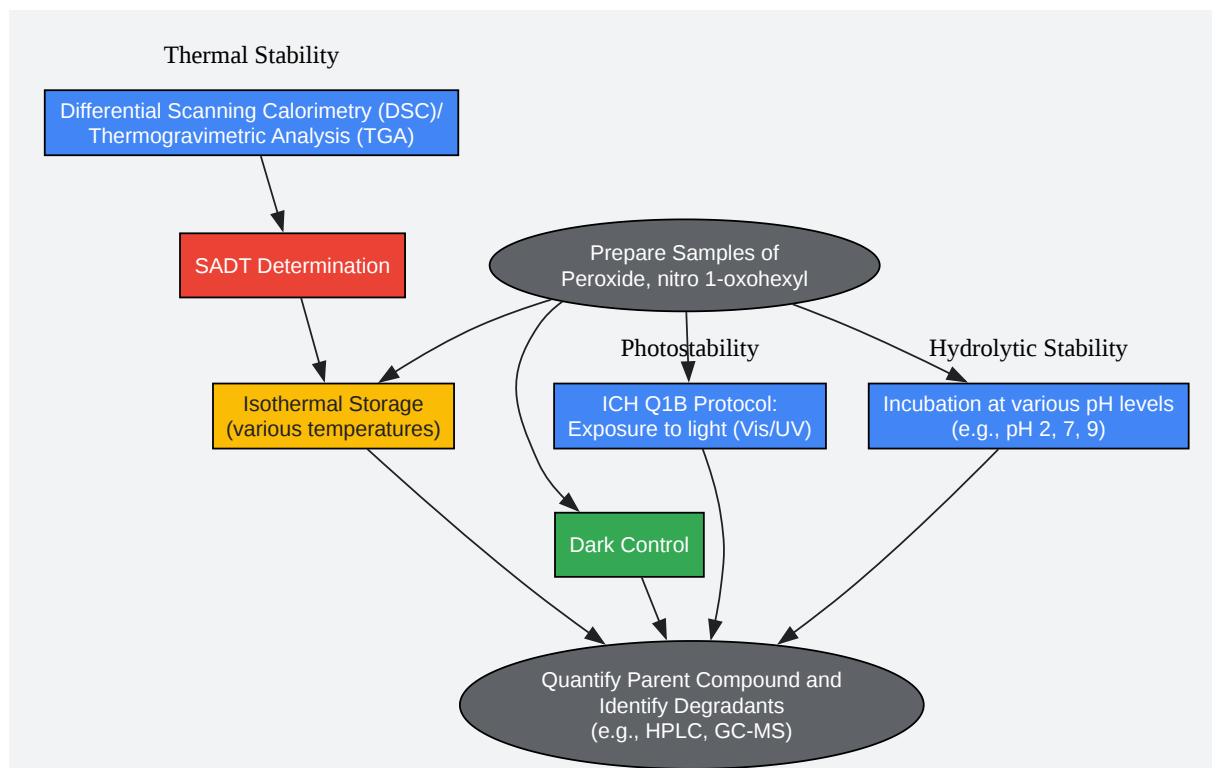 Thermal Stability
Differential Scanning Calorimetry (DSC)/
Thermogravimetric Analysis (TGA)
SADT Determination
Prepare Samples of
Peroxide, nitro 1-oxohexyl
Photostability
Hydrolytic Stability
Isothermal Storage
(various temperatures)
ICH Q1B Protocol:
Exposure to light (Vis/UV)
Incubation at various pH levels
(e.g., pH 2, 7, 9)
Dark Control
Quantify Parent Compound and
Identify Degradants
(e.g., HPLC, GC-MS)